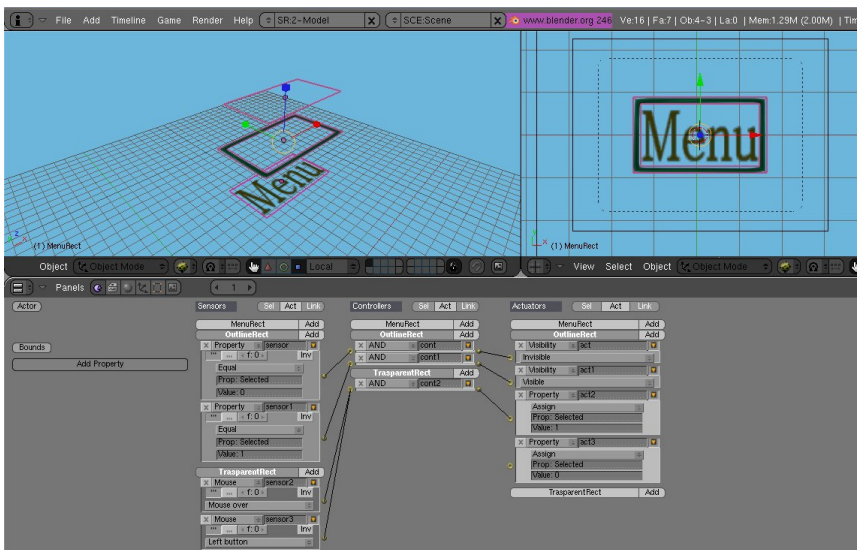 File Add Timeline Game Render Help SR:2-Model X SCE:Scene X www.blender.org 246 Ve:16 | Fa:7 | Ob:4-3 | La:0 | Mem:1.29M (2.00M) | Tim
Menu
Menu
(1) MenuRect
(1) MenuRect
Object Object Mode Local View Select Object Object Mode
Panels 1
Actor Sensors Sel Act Link Controllers Sel Act Link Actuators Sel Act Link
MenuRect Add MenuRect Add MenuRect Add
OutlineRect Add OutlineRect Add OutlineRect Add
X Property sensor X AND cont X Visibility act
f: 0 Inv X AND cont1 Invisible
Bounds
Add Property
Equal TrasparentRect Add X Visibility act1
Prop: Selected X AND cont2 Visible
Value: 0 X Property act2
X Property sensor1 Assign
f: 0 Inv Prop: Selected
Equal Value: 1
Prop: Selected X Property act3
Value: 1 Assign
Prop: Selected
TrasparentRect Add Value: 0
X Mouse sensor2 TrasparentRect Add
f: 0 Inv
Mouse over
X Mouse sensor3
f: 0 Inv
Left button